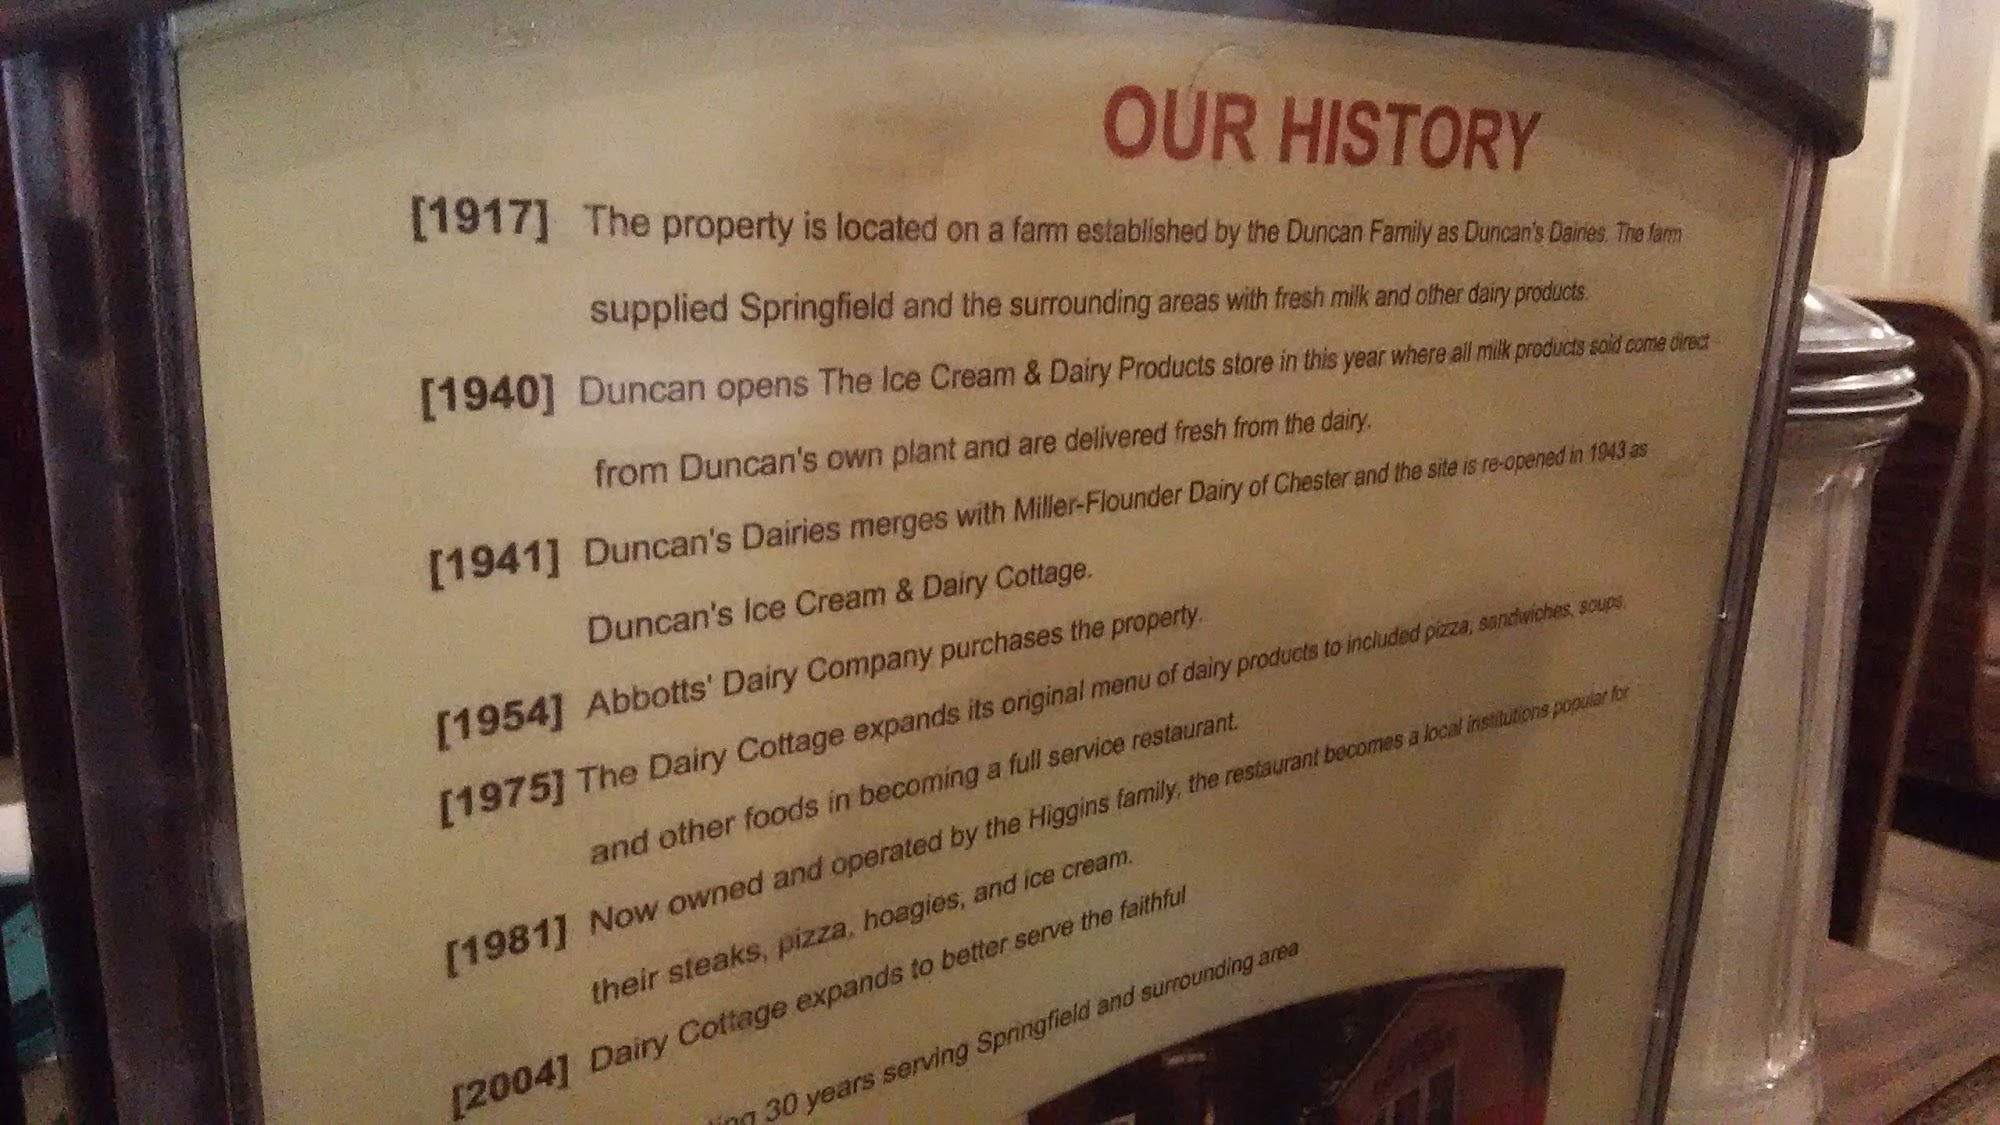 OUR HISTORY
[1917] The property is located on a farm established by the Duncan Family as Duncan's Dairies. The farm
supplied Springfield and the surrounding areas with fresh milk and other dairy products.
[1940] Duncan opens The Ice Cream & Dairy Products store in this year where all milk products sold come direct
from Duncan's own plant and are delivered fresh from the dairy.
[1941] Duncan's Dairies merges with Miller-Flounder Dairy of Chester and the site is re-opened in 1943 as
Duncan's Ice Cream & Dairy Cottage.
[1954] Abbotts' Dairy Company purchases the property.
[1975] The Dairy Cottage expands its original menu of dairy products to included pizza, sandwiches, soups,
and other foods in becoming a full service restaurant.
[1981] Now owned and operated by the Higgins family, the restaurant becomes a local institutions popular for
their steaks, pizza, hoagies, and ice cream.
[2004] Dairy Cottage expands to better serve the faithful
30 years serving Springfield and surrounding area